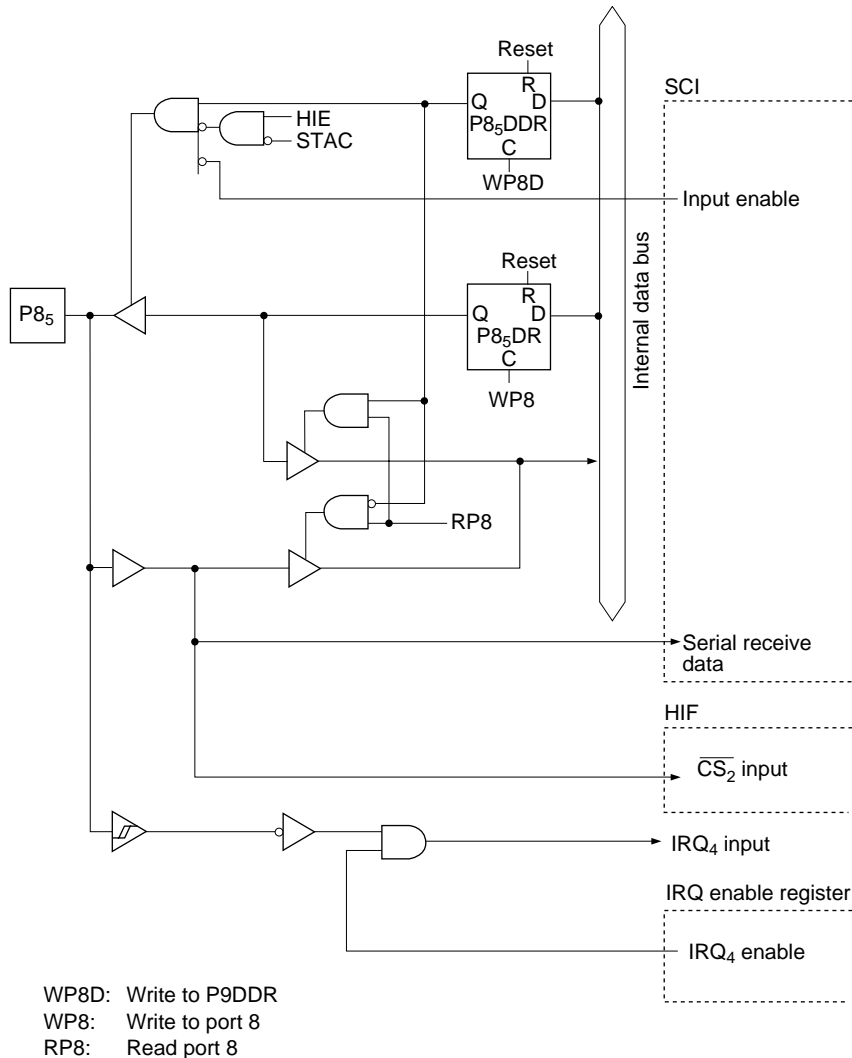 Reset
R
Q D
P8₅DDR
C
WP8D
HIE
STAC
SCI
Input enable
Internal data bus
P8₅
Reset
R
Q D
P8₅DR
C
WP8
RP8
Serial receive
data
HIF
C̅S̅₂ input
IRQ₄ input
IRQ enable register
IRQ₄ enable
WP8D: Write to P9DDR
WP8: Write to port 8
RP8: Read port 8